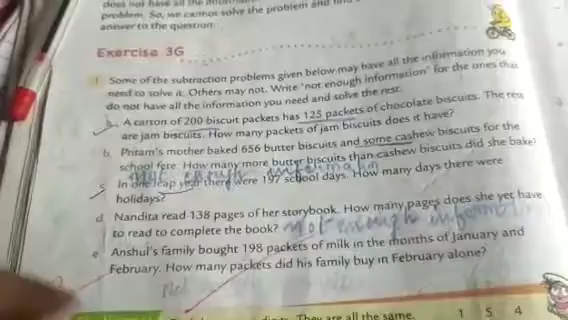 does not have all the
problem. So, we cannot solve the problem and
answer to the question.
Exercise 3G
1 Some of the subtraction problems given below may have all the information you
need to solve it. Others may not. Write "not enough information" for the ones that
do not have all the information you need and solve the rest.
A carton of 200 biscuit packets has 125 packets of chocolate biscuits. The rest
are jam biscuits. How many packets of jam biscuits does it have?
b. Pritam's mother baked 656 butter biscuits and some cashew biscuits for the
school fete. How many more butter biscuits than cashew biscuits did she bake?
enough information
c. In one leap year there were 197 school days. How many days there were
holidays?
d. Nandita read 138 pages of her storybook. How many pages does she yet have
to read to complete the book? Not enough information
e. Anshul's family bought 198 packets of milk in the months of January and
February. How many packets did his family buy in February alone?
Not
They are all the same. 1 5 4